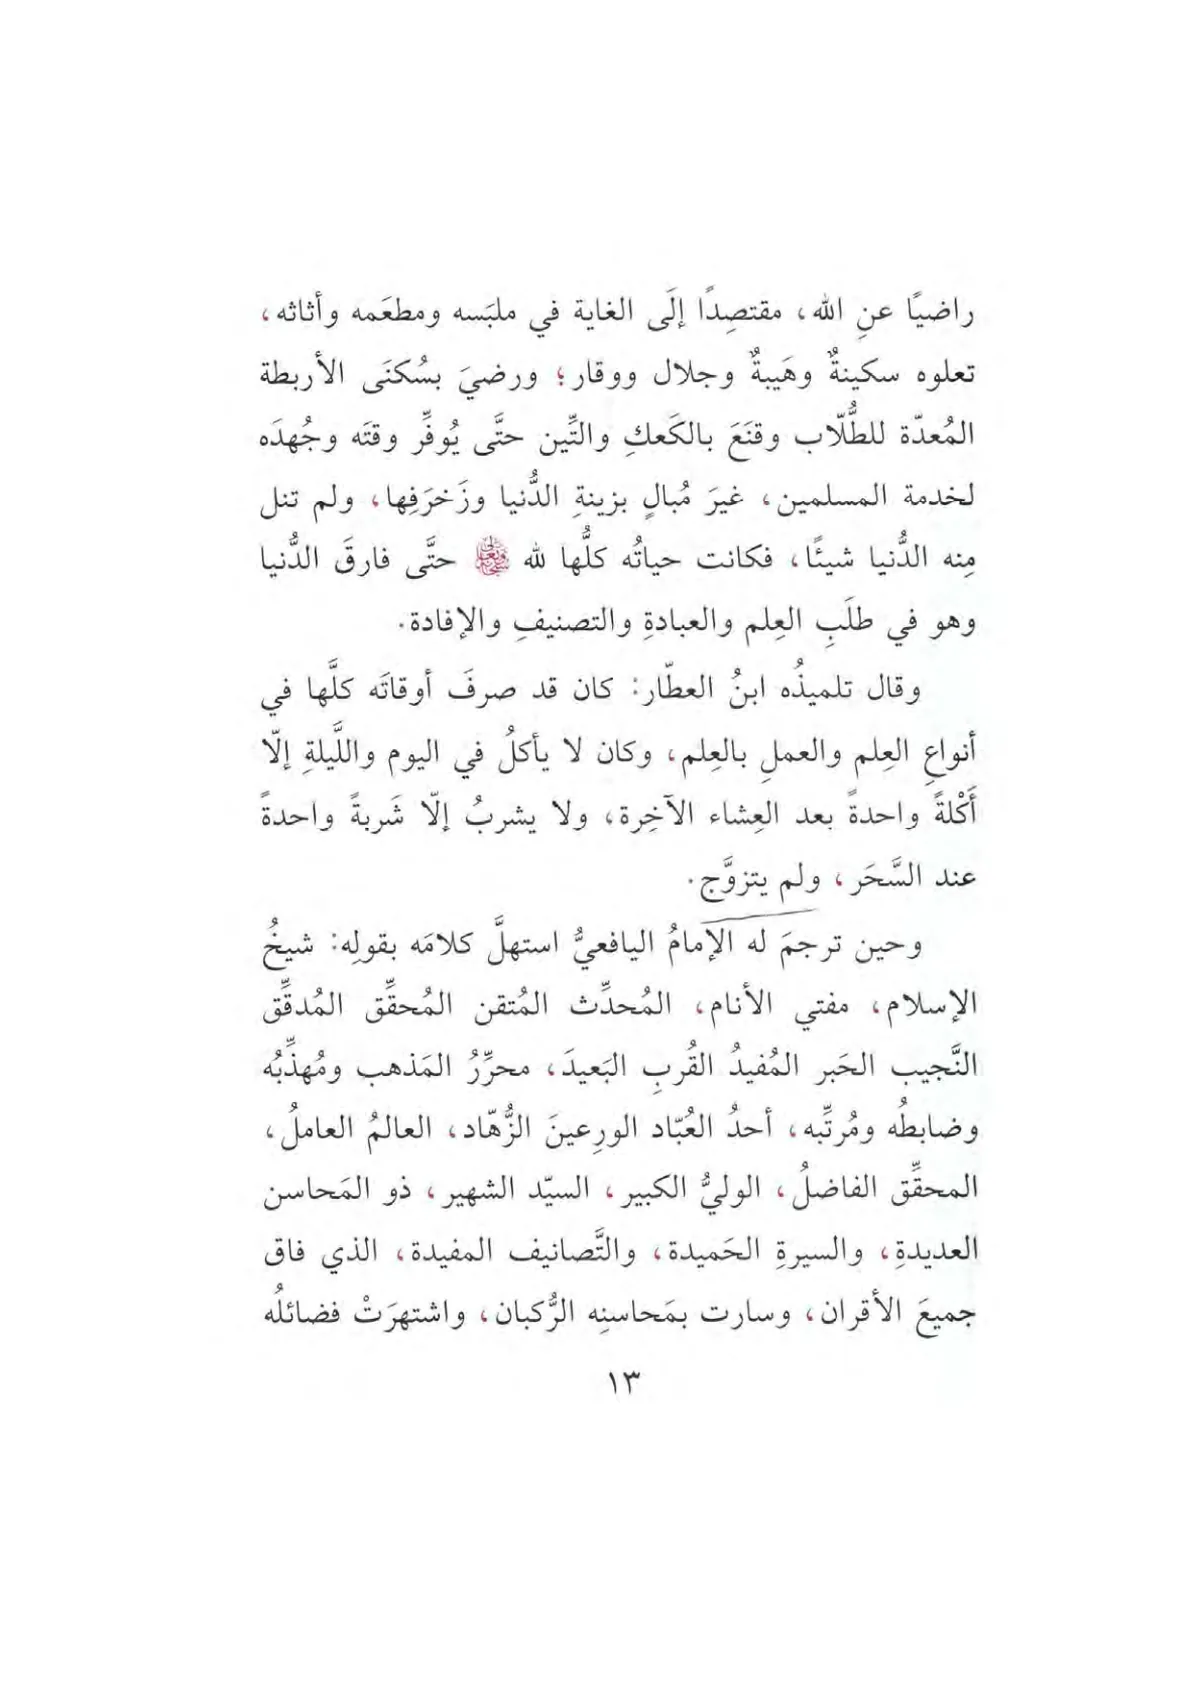 راضيًا عنِ الله، مقتصِدًا إلَى الغاية في ملبَسه ومطعَمه وأثاثه،
تعلوه سكينةٌ وهَيبةٌ وجلال ووقار؛ ورضيَ بسُكنَى الأربطة
المُعدّة للطُّلّاب وقنَعَ بالكَعكِ والتِّين حتَّى يُوفِّر وقتَه وجُهدَه
لخدمة المسلمين، غيرَ مُبالٍ بزينةِ الدُّنيا وزَخرَفِها، ولم تنل
مِنه الدُّنيا شيئًا، فكانت حياتُه كلُّها لله سبحانه وتعالى حتَّى فارقَ الدُّنيا
وهو في طلَبِ العِلم والعبادةِ والتصنيفِ والإفادة.
وقال تلميذُه ابنُ العطّار: كان قد صرفَ أوقاتَه كلَّها في
أنواعِ العِلم والعملِ بالعِلم، وكان لا يأكلُ في اليوم واللَّيلةِ إلّا
أَكْلةً واحدةً بعد العِشاء الآخِرة، ولا يشربُ إلّا شَربةً واحدةً
عند السَّحَر، ولم يتزوَّج.
وحين ترجمَ له الإمامُ اليافعيُّ استهلَّ كلامَه بقولِه: شيخُ
الإسلام، مفتي الأنام، المُحدِّث المُتقن المُحقِّق المُدقِّق
النَّجيب الحَبر المُفيدُ القُربِ البَعيدَ، محرِّرُ المَذهب ومُهذِّبُه
وضابطُه ومُرتِّبه، أحدُ العُبّاد الورِعينَ الزُّهّاد، العالمُ العاملُ،
المحقِّق الفاضلُ، الوليُّ الكبير، السيّد الشهير، ذو المَحاسن
العديدةِ، والسيرةِ الحَميدة، والتَّصانيف المفيدة، الذي فاق
جميعَ الأقران، وسارت بمَحاسنِه الرُّكبان، واشتهرَتْ فضائلُه
١٣